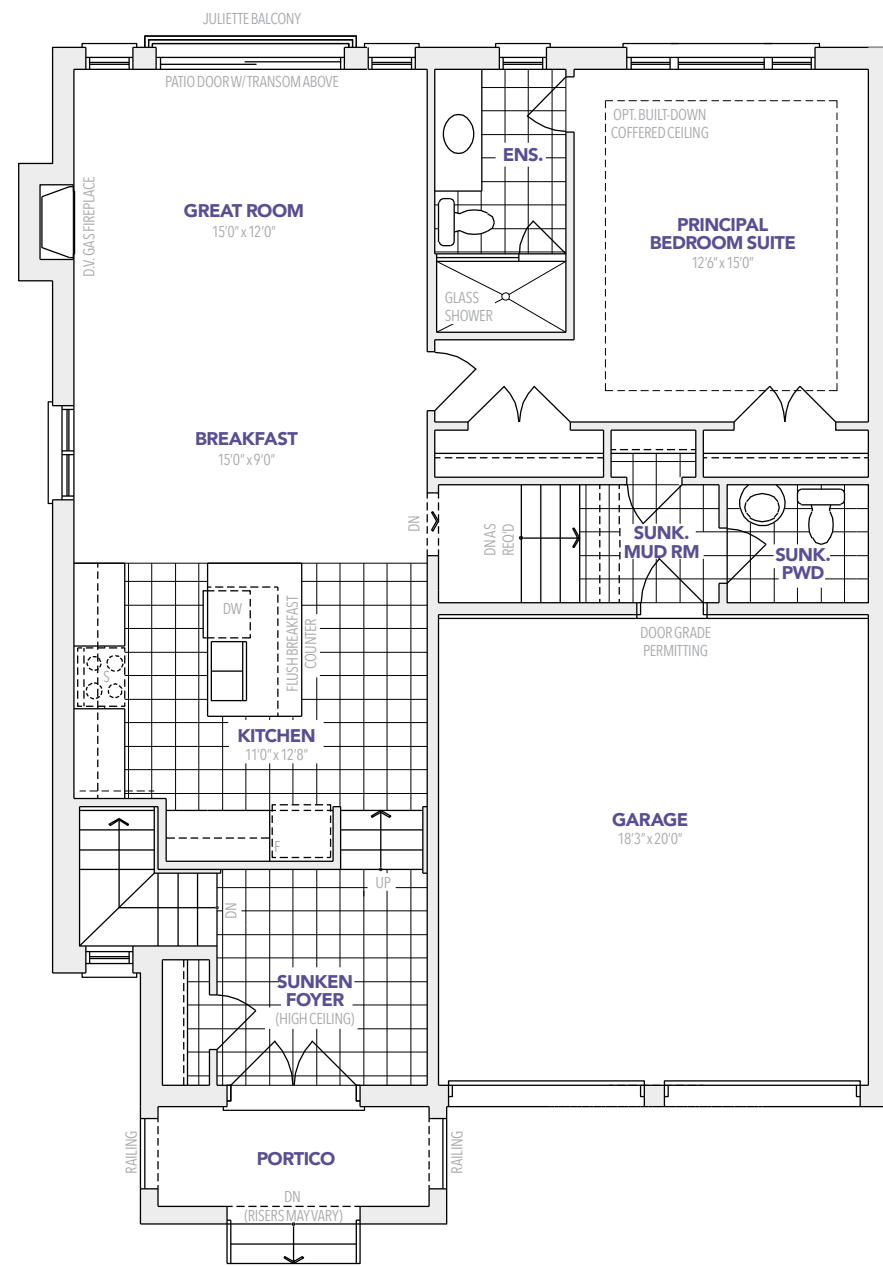 JULIETTE BALCONY
PATIO DOOR W/ TRANSOM ABOVE
OPT. BUILT-DOWN
COFFERED CEILING
ENS.
D.V. GAS FIREPLACE
GREAT ROOM
15'0" x 12'0"
PRINCIPAL
BEDROOM SUITE
12'6" x 15'0"
GLASS
SHOWER
BREAKFAST
15'0" x 9'0"
DN
DN AS
REQ'D
SUNK.
MUD RM
SUNK.
PWD
DW
FLUSH BREAKFAST
COUNTER
DOOR GRADE
PERMITTING
S
KITCHEN
11'0" x 12'8"
GARAGE
18'3" x 20'0"
F
UP
DN
SUNKEN
FOYER
(HIGH CEILING)
RAILING
PORTICO
RAILING
DN
(RISERS MAY VARY)